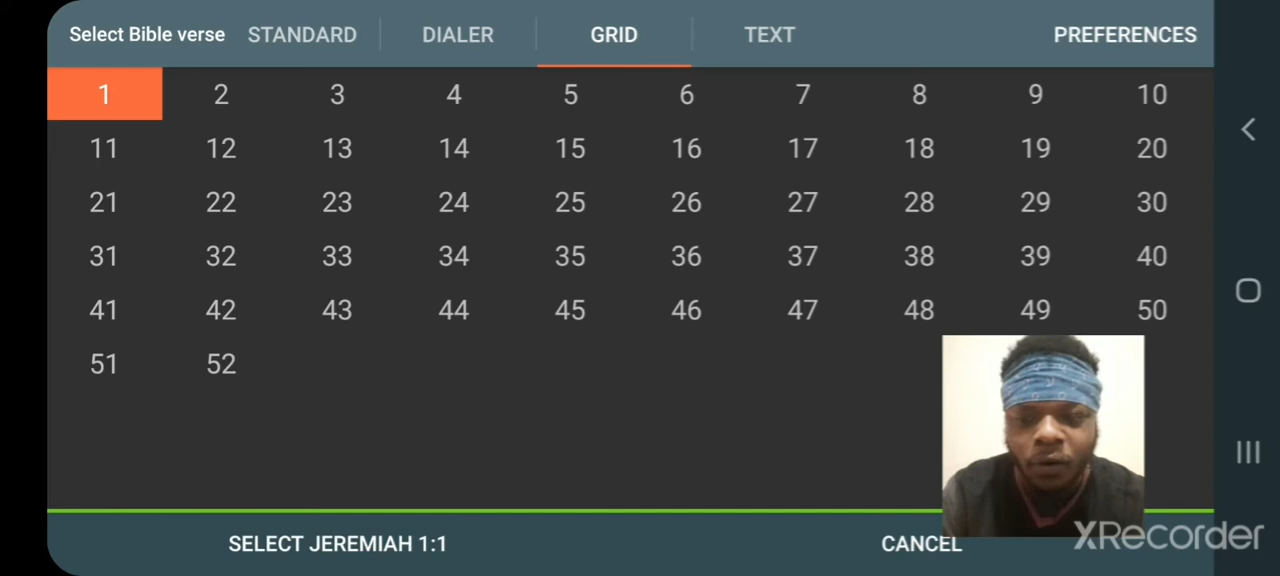 Select Bible verse STANDARD DIALER GRID TEXT PREFERENCES
1 2 3 4 5 6 7 8 9 10
11 12 13 14 15 16 17 18 19 20
21 22 23 24 25 26 27 28 29 30
31 32 33 34 35 36 37 38 39 40
41 42 43 44 45 46 47 48 49 50
51 52
SELECT JEREMIAH 1:1 CANCEL
XRecorder